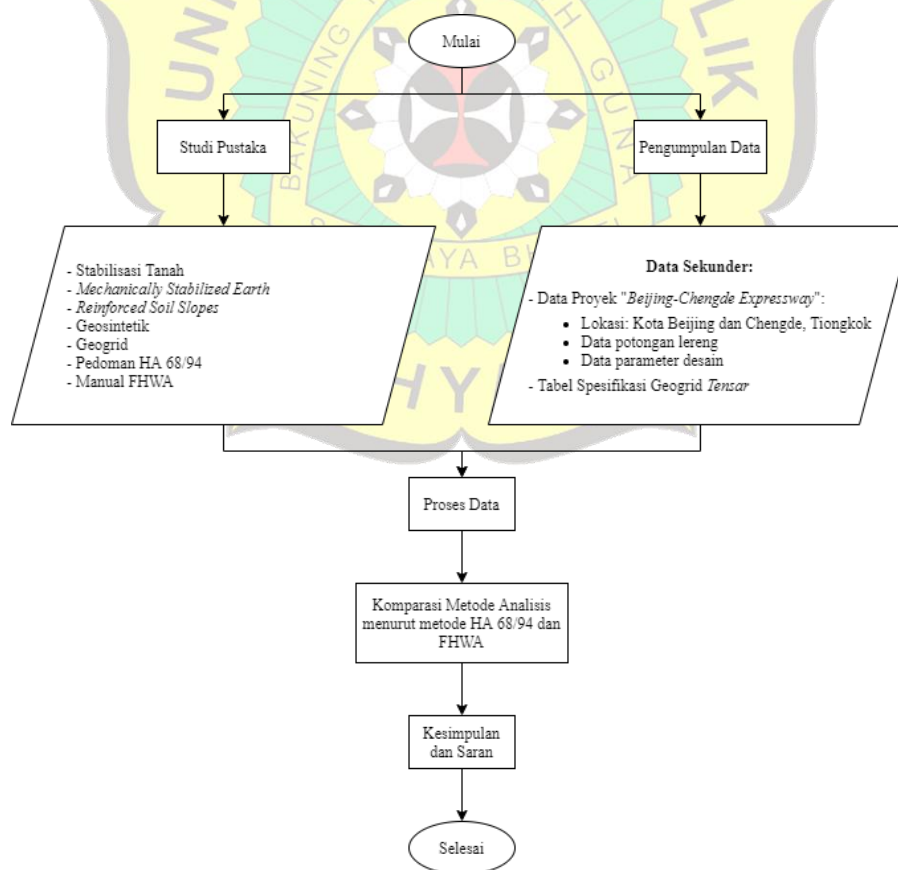 Mulai
Studi Pustaka
Pengumpulan Data
- Stabilisasi Tanah
- Mechanically Stabilized Earth
- Reinforced Soil Slopes
- Geosintetik
- Geogrid
- Pedoman HA 68/94
- Manual FHWA
Data Sekunder:
- Data Proyek "Beijing-Chengde Expressway":
• Lokasi: Kota Beijing dan Chengde, Tiongkok
• Data potongan lereng
• Data parameter desain
- Tabel Spesifikasi Geogrid Tensar
Proses Data
Komparasi Metode Analisis
menurut metode HA 68/94 dan
FHWA
Kesimpulan
dan Saran
Selesai
BAKUNING
GUNA